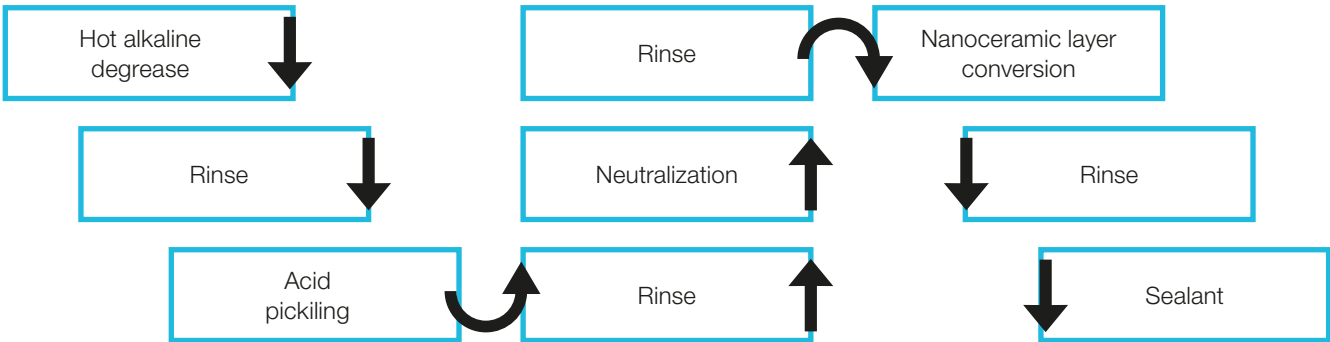 Hot alkaline
degrease
Rinse
Acid
pickiling
Rinse
Neutralization
Rinse
Nanoceramic layer
conversion
Rinse
Sealant